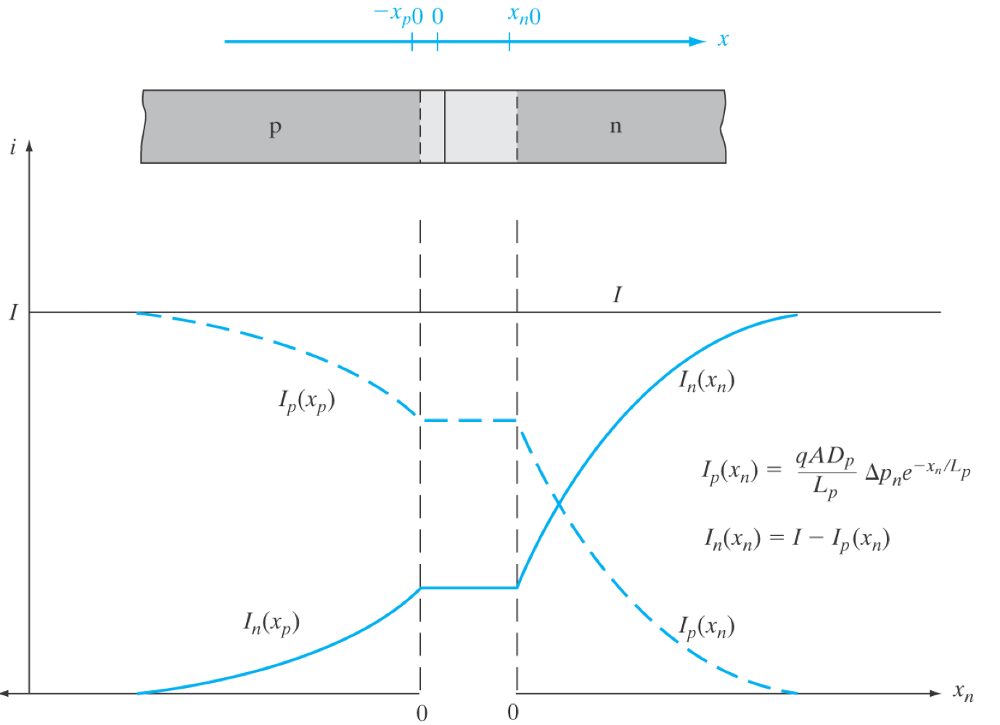 −xp0 0 xn0
x
p n
i
I
I
In(xn)
Ip(xp)
Ip(xn) = qADp/Lp Δpne−xn/Lp
In(xn) = I − Ip(xn)
In(xp)
Ip(xn)
xn
0 0